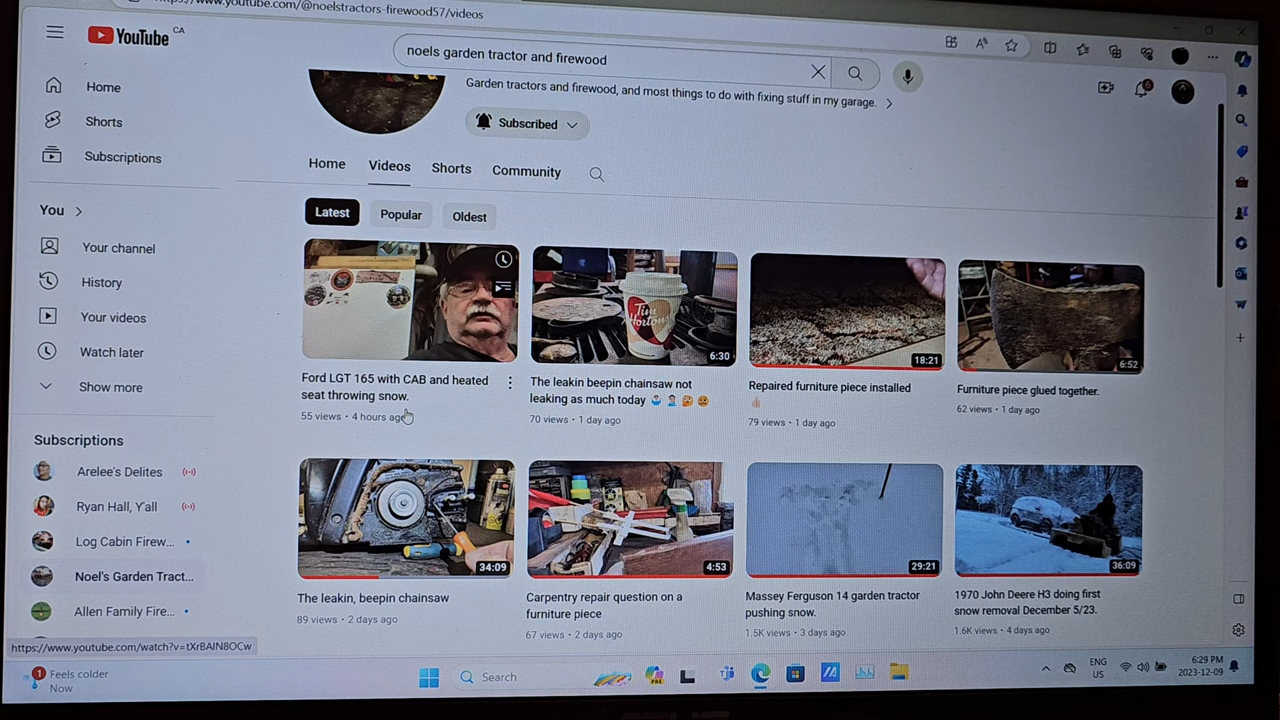 https://www.youtube.com/@noelstractors-firewood57/videos
YouTube CA
noels garden tractor and firewood
Home
Shorts
Subscriptions
You
Your channel
History
Your videos
Watch later
Show more
Subscriptions
Arelee's Delites
Ryan Hall, Y'all
Log Cabin Firew...
Noel's Garden Tract...
Allen Family Fire...
https://www.youtube.com/watch?v=tXrBAIN8OCw
Garden tractors and firewood, and most things to do with fixing stuff in my garage.
Subscribed
Home Videos Shorts Community
Latest Popular Oldest
Ford LGT 165 with CAB and heated
seat throwing snow.
55 views • 4 hours ago
Tim
Hortons
6:30
The leakin beepin chainsaw not
leaking as much today
70 views • 1 day ago
18:21
Repaired furniture piece installed
79 views • 1 day ago
6:52
Furniture piece glued together.
62 views • 1 day ago
34:09
The leakin, beepin chainsaw
89 views • 2 days ago
4:53
Carpentry repair question on a
furniture piece
67 views • 2 days ago
29:21
Massey Ferguson 14 garden tractor
pushing snow.
1.5K views • 3 days ago
36:09
1970 John Deere H3 doing first
snow removal December 5/23.
1.6K views • 4 days ago
1
Feels colder
Now
Search
PRE
ENG
US
6:29 PM
2023-12-09